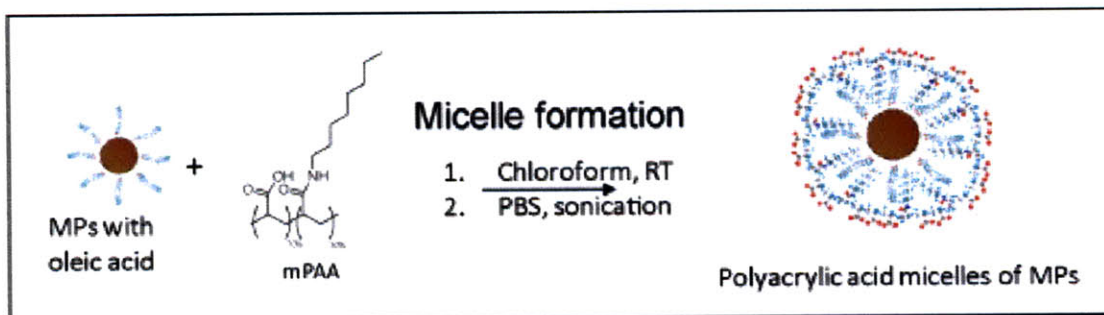 Micelle formation
1. Chloroform, RT
2. PBS, sonication
+
MPs with
oleic acid
O
OH
O
NH
mPAA
Polyacrylic acid micelles of MPs